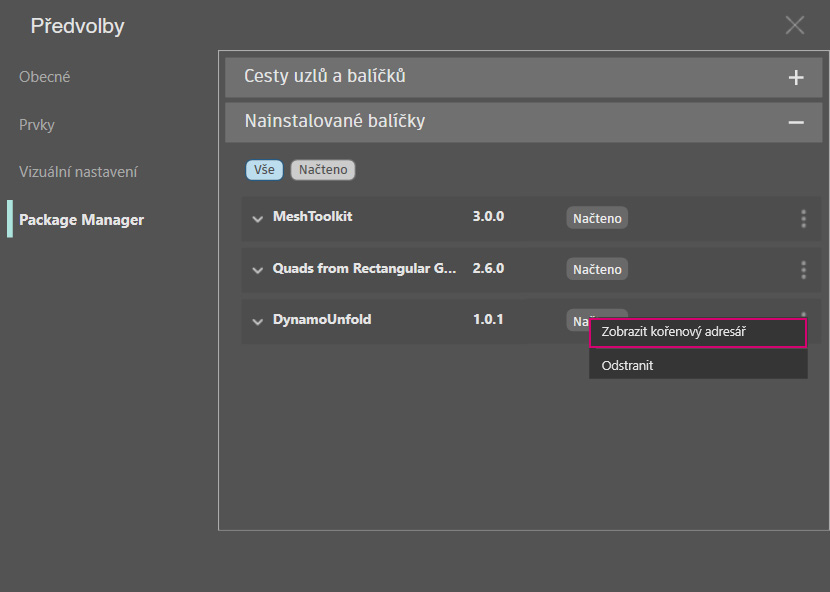 Předvolby
Obecné
Prvky
Vizuální nastavení
Package Manager
Cesty uzlů a balíčků
Nainstalované balíčky
Vše Načteno
MeshToolkit 3.0.0 Načteno
Quads from Rectangular G... 2.6.0 Načteno
DynamoUnfold 1.0.1
Zobrazit kořenový adresář
Odstranit